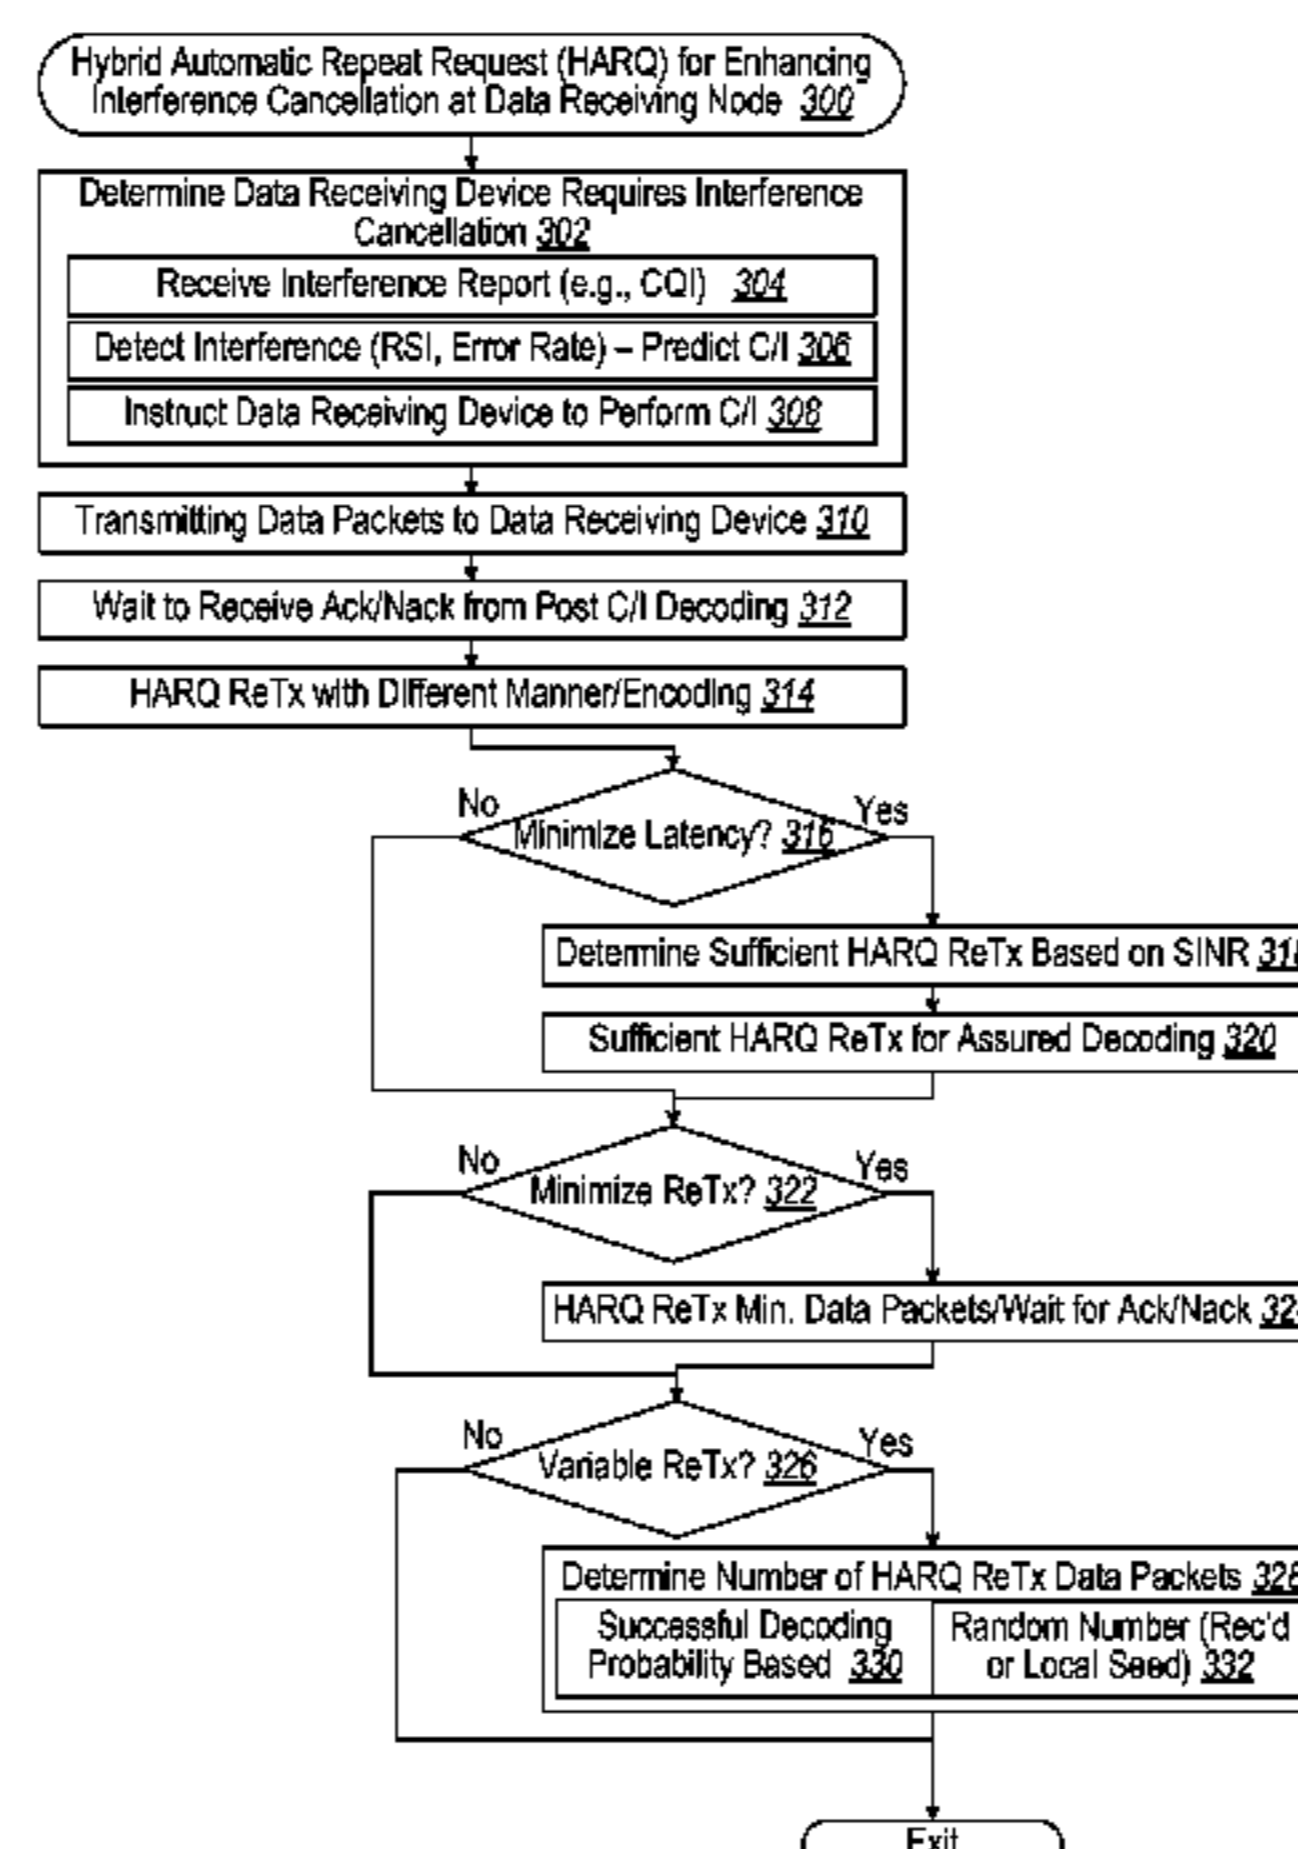 Hybrid Automatic Repeat Request (HARQ) for Enhancing
Interference Cancellation at Data Receiving Node 300
Determine Data Receiving Device Requires Interference
Cancellation 302
Receive Interference Report (e.g., CQI) 304
Detect Interference (RSI, Error Rate) – Predict C/I 306
Instruct Data Receiving Device to Perform C/I 308
Transmitting Data Packets to Data Receiving Device 310
Wait to Receive Ack/Nack from Post C/I Decoding 312
HARQ ReTx with Different Manner/Encoding 314
No
Yes
Minimize Latency? 316
Determine Sufficient HARQ ReTx Based on SINR
Sufficient HARQ ReTx for Assured Decoding 320
No
Yes
Minimize ReTx? 322
HARQ ReTx Min. Data Packets/Wait for Ack/Nack
No
Yes
Variable ReTx? 326
Determine Number of HARQ ReTx Data Packets 328
Successful Decoding
Probability Based 330
Random Number (Rec'd
or Local Seed) 332
Exit